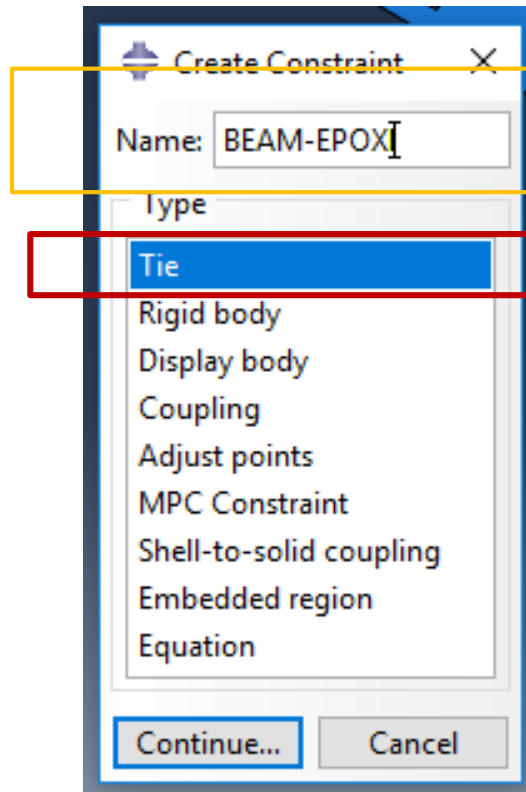 Create Constraint
Name: BEAM-EPOXI
Type
Tie
Rigid body
Display body
Coupling
Adjust points
MPC Constraint
Shell-to-solid coupling
Embedded region
Equation
Continue... Cancel